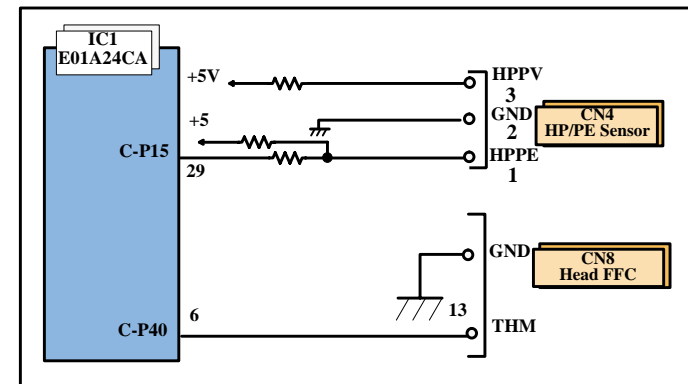 IC1
E01A24CA
+5V
HPPV
3
+5
GND
2
CN4
HP/PE Sensor
C-P15
29
HPPE
1
GND
CN8
Head FFC
13
C-P40
6
THM